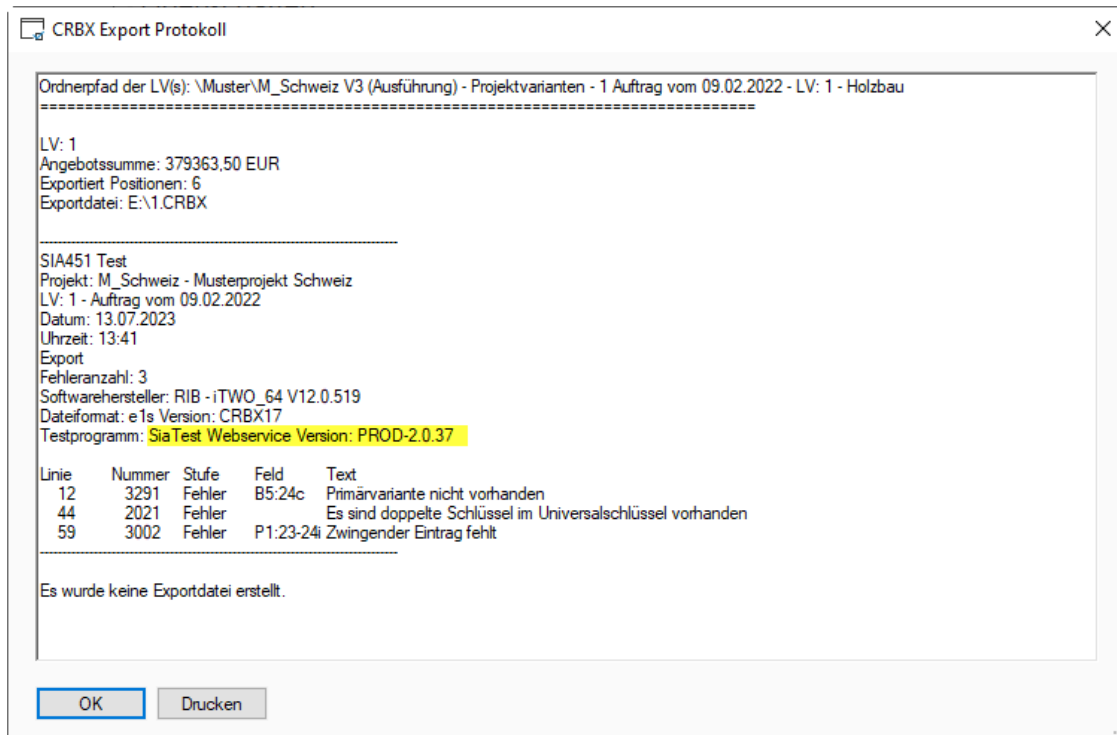 CRBX Export Protokoll
Ordnerpfad der LV(s): \Muster\M_Schweiz V3 (Ausführung) - Projektvarianten - 1 Auftrag vom 09.02.2022 - LV: 1 - Holzbau
================================================================================
LV: 1
Angebotssumme: 379363,50 EUR
Exportiert Positionen: 6
Exportdatei: E:\1.CRBX
--------------------------------------------------------------------------------
SIA451 Test
Projekt: M_Schweiz - Musterprojekt Schweiz
LV: 1 - Auftrag vom 09.02.2022
Datum: 13.07.2023
Uhrzeit: 13:41
Export
Fehleranzahl: 3
Softwarehersteller: RIB - iTWO_64 V12.0.519
Dateiformat: e1s Version: CRBX17
Testprogramm: SiaTest Webservice Version: PROD-2.0.37
Linie Nummer Stufe Feld Text
12 3291 Fehler B5:24c Primärvariante nicht vorhanden
44 2021 Fehler Es sind doppelte Schlüssel im Universalschlüssel vorhanden
59 3002 Fehler P1:23-24i Zwingender Eintrag fehlt
--------------------------------------------------------------------------------
Es wurde keine Exportdatei erstellt.
OK Drucken